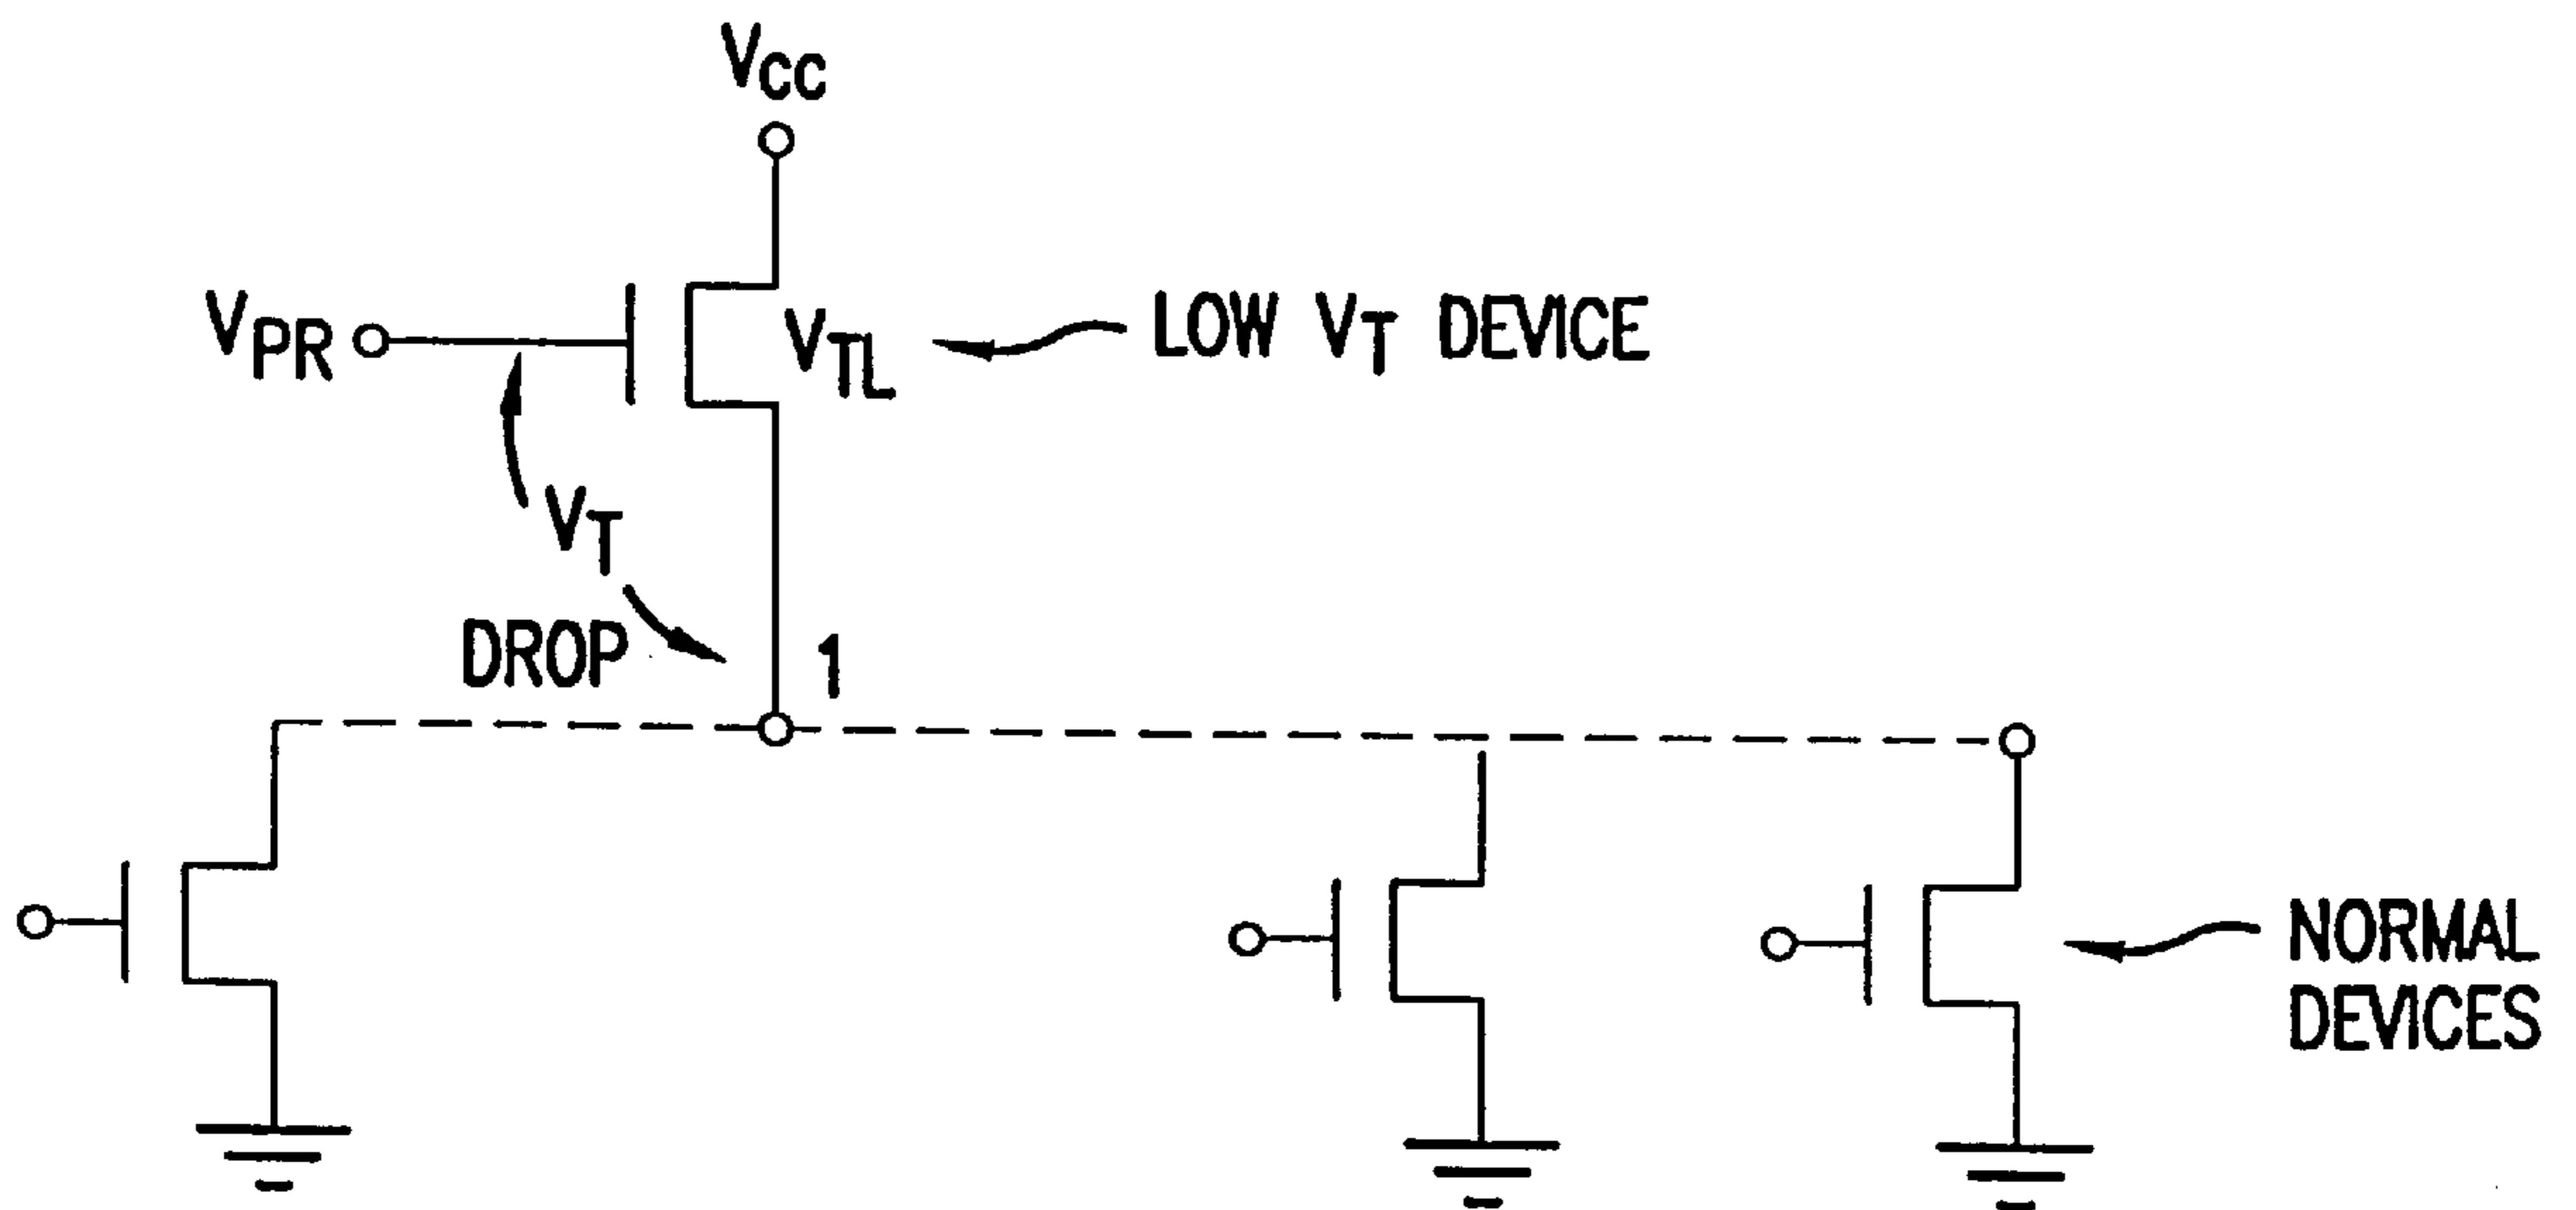 VCC
VPR
VTL
LOW VT DEVICE
VT
DROP
1
NORMAL
DEVICES